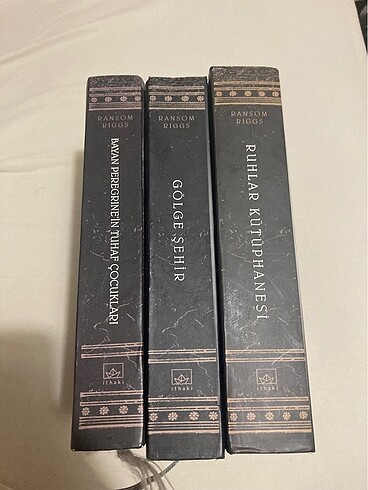 RANSOM
RIGGS
BAYAN PEREGRINE'İN TUHAF ÇOCUKLARI
ithaki
RANSOM
RIGGS
GÖLGE ŞEHİR
ithaki
RANSOM
RIGGS
RUHLAR KÜTÜPHANESİ
ithaki